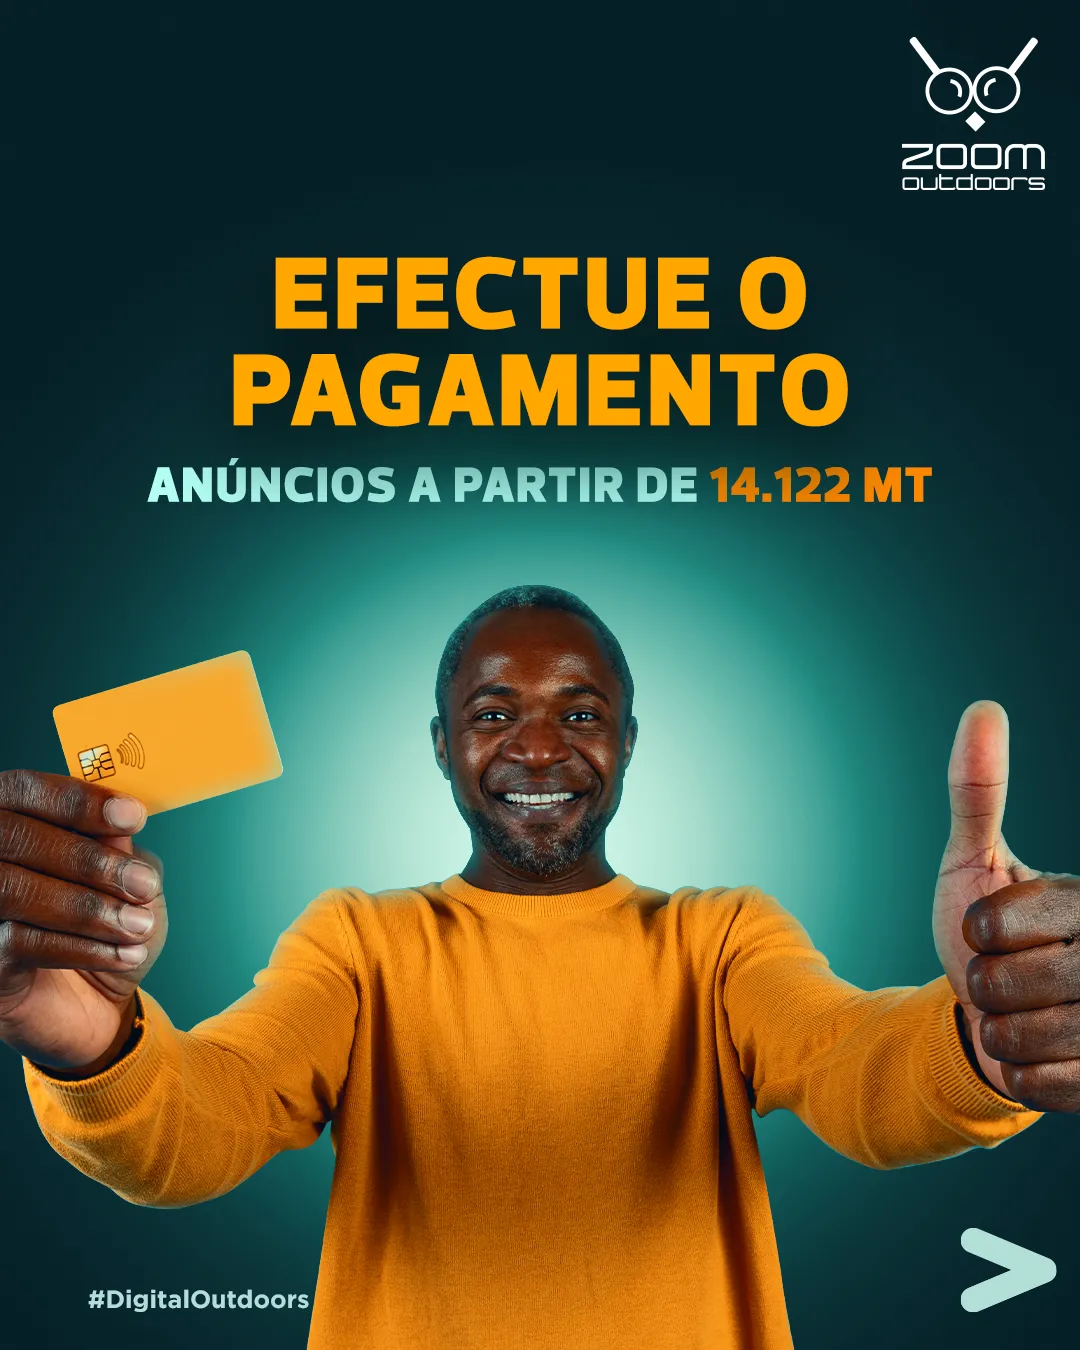 ZOOM
outdoors
EFECTUE O
PAGAMENTO
ANÚNCIOS A PARTIR DE 14.122 MT
#DigitalOutdoors